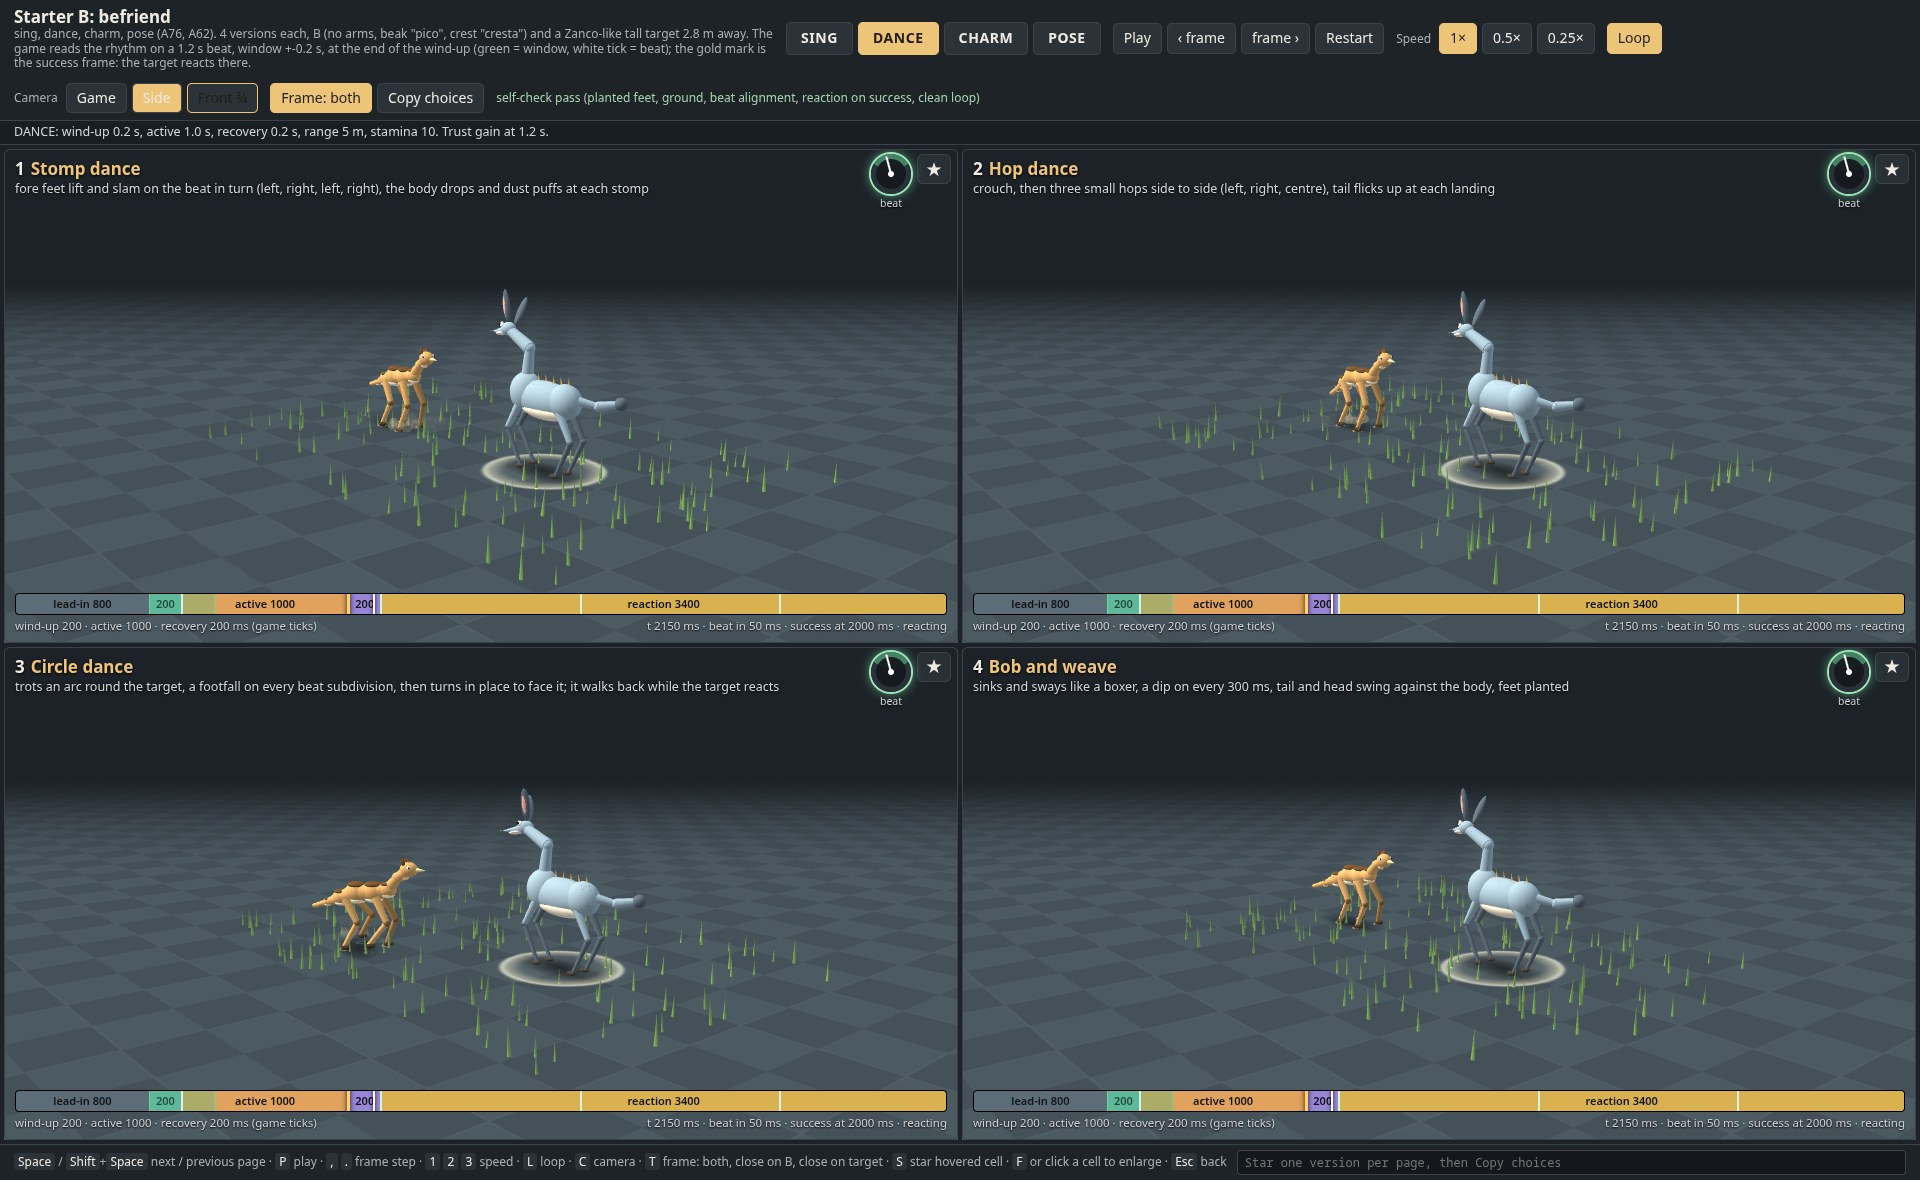 Starter B: befriend
sing, dance, charm, pose (A76, A62). 4 versions each, B (no arms, beak "pico", crest "cresta") and a Zanco-like tall target 2.8 m away. The
game reads the rhythm on a 1.2 s beat, window +-0.2 s, at the end of the wind-up (green = window, white tick = beat); the gold mark is
the success frame: the target reacts there.
SING DANCE CHARM POSE Play ‹ frame frame › Restart Speed 1× 0.5× 0.25× Loop
Camera Game Side Front ¾ Frame: both Copy choices self-check pass (planted feet, ground, beat alignment, reaction on success, clean loop)
DANCE: wind-up 0.2 s, active 1.0 s, recovery 0.2 s, range 5 m, stamina 10. Trust gain at 1.2 s.
1 Stomp dance ★
fore feet lift and slam on the beat in turn (left, right, left, right), the body drops and dust puffs at each stomp
beat
lead-in 800 200 active 1000 200 reaction 3400
wind-up 200 · active 1000 · recovery 200 ms (game ticks) t 2150 ms · beat in 50 ms · success at 2000 ms · reacting
2 Hop dance ★
crouch, then three small hops side to side (left, right, centre), tail flicks up at each landing
beat
lead-in 800 200 active 1000 200 reaction 3400
wind-up 200 · active 1000 · recovery 200 ms (game ticks) t 2150 ms · beat in 50 ms · success at 2000 ms · reacting
3 Circle dance ★
trots an arc round the target, a footfall on every beat subdivision, then turns in place to face it; it walks back while the target reacts
beat
lead-in 800 200 active 1000 200 reaction 3400
wind-up 200 · active 1000 · recovery 200 ms (game ticks) t 2150 ms · beat in 50 ms · success at 2000 ms · reacting
4 Bob and weave ★
sinks and sways like a boxer, a dip on every 300 ms, tail and head swing against the body, feet planted
beat
lead-in 800 200 active 1000 200 reaction 3400
wind-up 200 · active 1000 · recovery 200 ms (game ticks) t 2150 ms · beat in 50 ms · success at 2000 ms · reacting
Space / Shift+Space next / previous page · P play · , . frame step · 1 2 3 speed · L loop · C camera · T frame: both, close on B, close on target · S star hovered cell · F or click a cell to enlarge · Esc back Star one version per page, then Copy choices